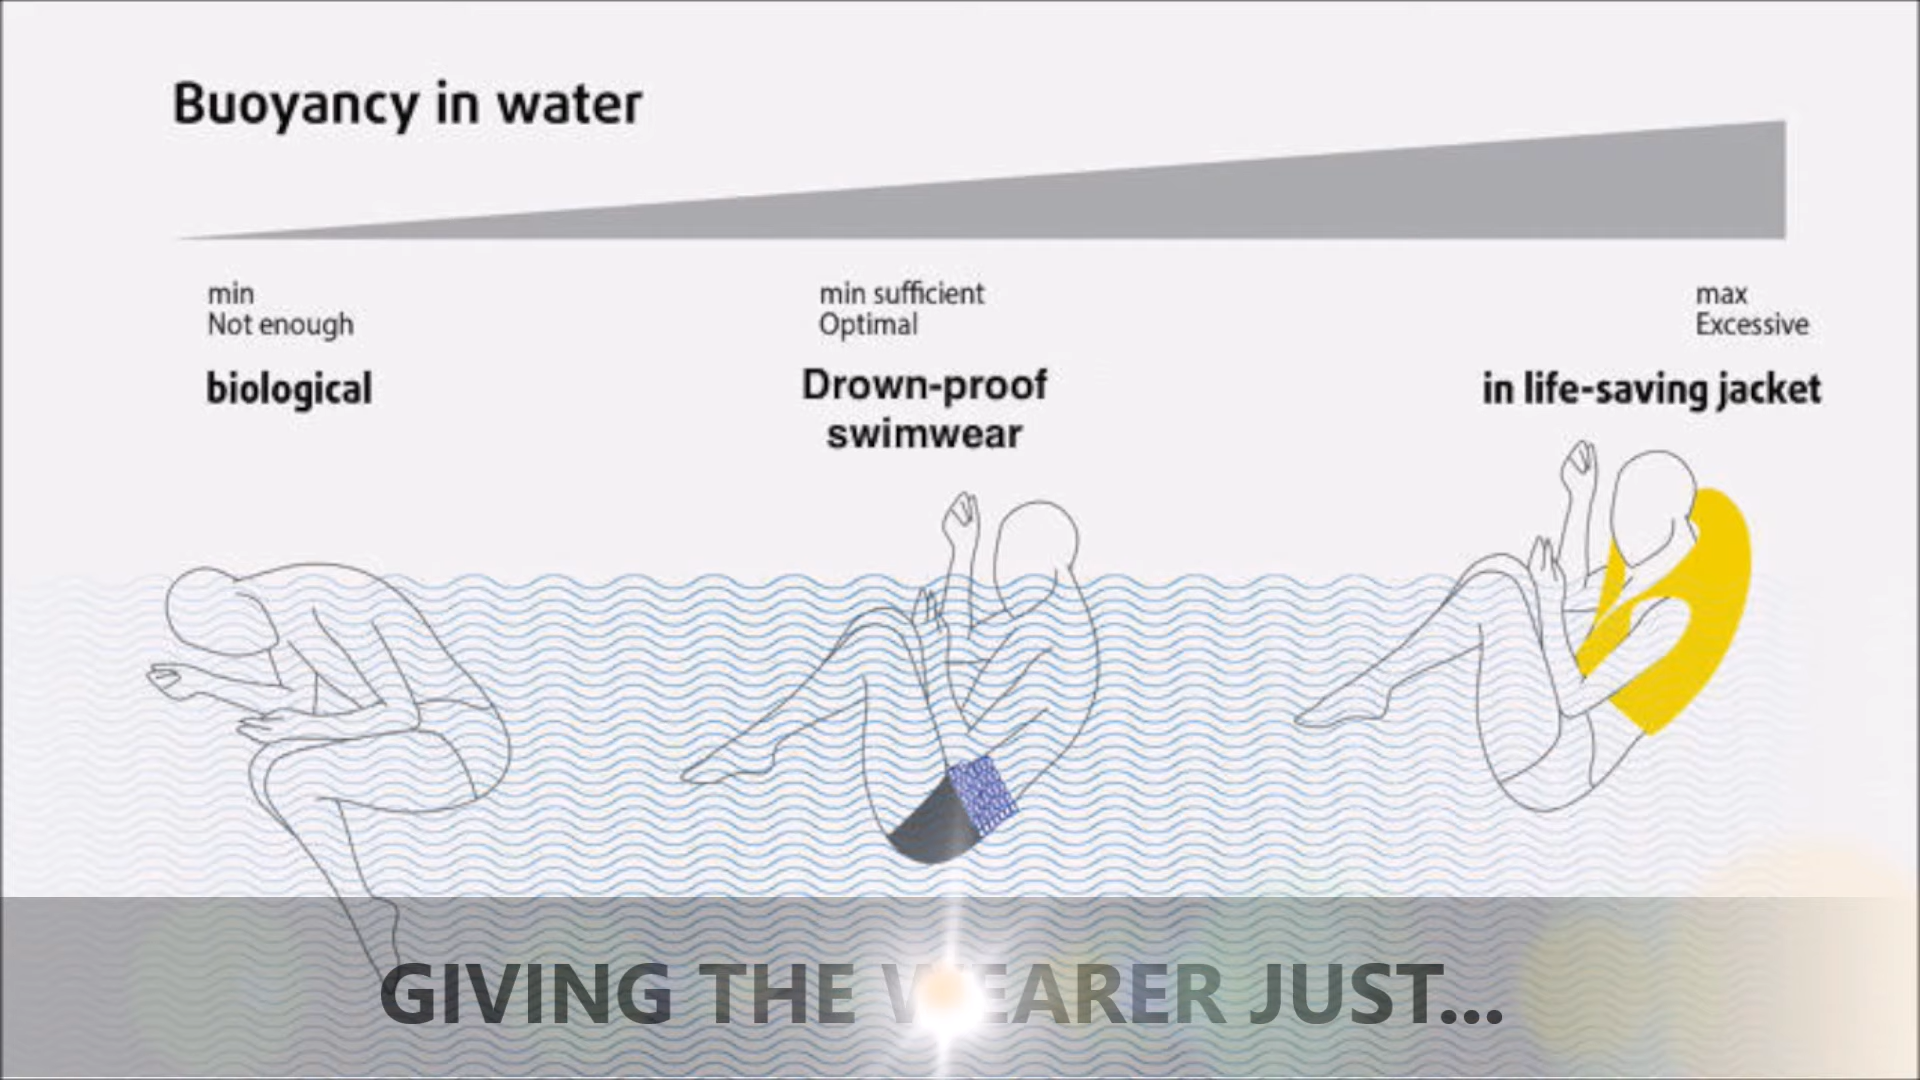 Buoyancy in water
min
Not enough
biological
min sufficient
Optimal
Drown-proof
swimwear
max
Excessive
in life-saving jacket
GIVING THE WEARER JUST...